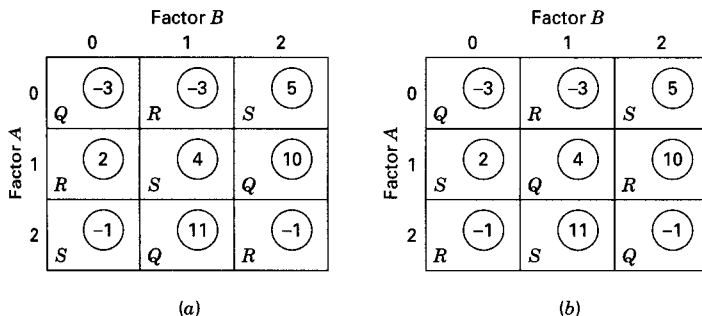 Factor B Factor B
0 1 2 0 1 2
0 -3 -3 5 0 -3 -3 5
Q R S Q R S
Factor A 1 2 4 10 Factor A 1 2 4 10
R S Q S Q R
2 -1 11 -1 2 -1 11 -1
S Q R R S Q
(a) (b)